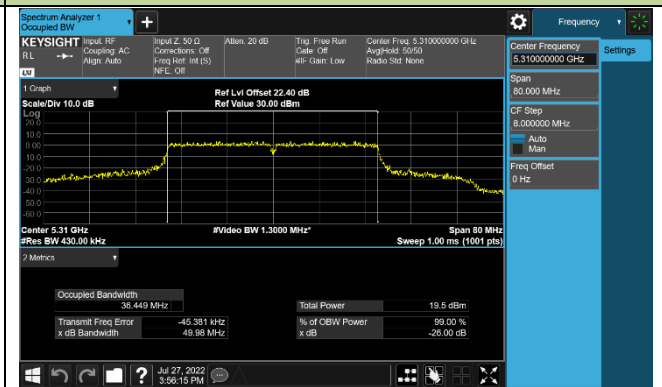 Spectrum Analyzer 1
Occupied BW
+
Frequency
KEYSIGHT
RL
LXI
Input: RF
Coupling: AC
Align: Auto
Input Z: 50 Ω
Corrections: Off
Freq Ref: Int (S)
NFE: Off
Atten: 20 dB
Trig: Free Run
Gate: Off
#IF Gain: Low
Center Freq: 5.310000000 GHz
Avg|Hold: 50/50
Radio Std: None
Center Frequency
5.310000000 GHz
Settings
Span
80.000 MHz
CF Step
8.000000 MHz
Auto
Man
Freq Offset
0 Hz
1 Graph
Scale/Div 10.0 dB
Ref Lvl Offset 22.40 dB
Ref Value 30.00 dBm
Log
20.0
10.0
0.00
-10.0
-20.0
-30.0
-40.0
-50.0
-60.0
Center 5.31 GHz
#Res BW 430.00 kHz
#Video BW 1.3000 MHz*
Span 80 MHz
Sweep 1.00 ms (1001 pts)
2 Metrics
Occupied Bandwidth
36.449 MHz
Total Power 19.5 dBm
Transmit Freq Error -45.381 kHz
% of OBW Power 99.00 %
x dB Bandwidth 49.98 MHz
x dB -26.00 dB
?
Jul 27, 2022
3:56:15 PM